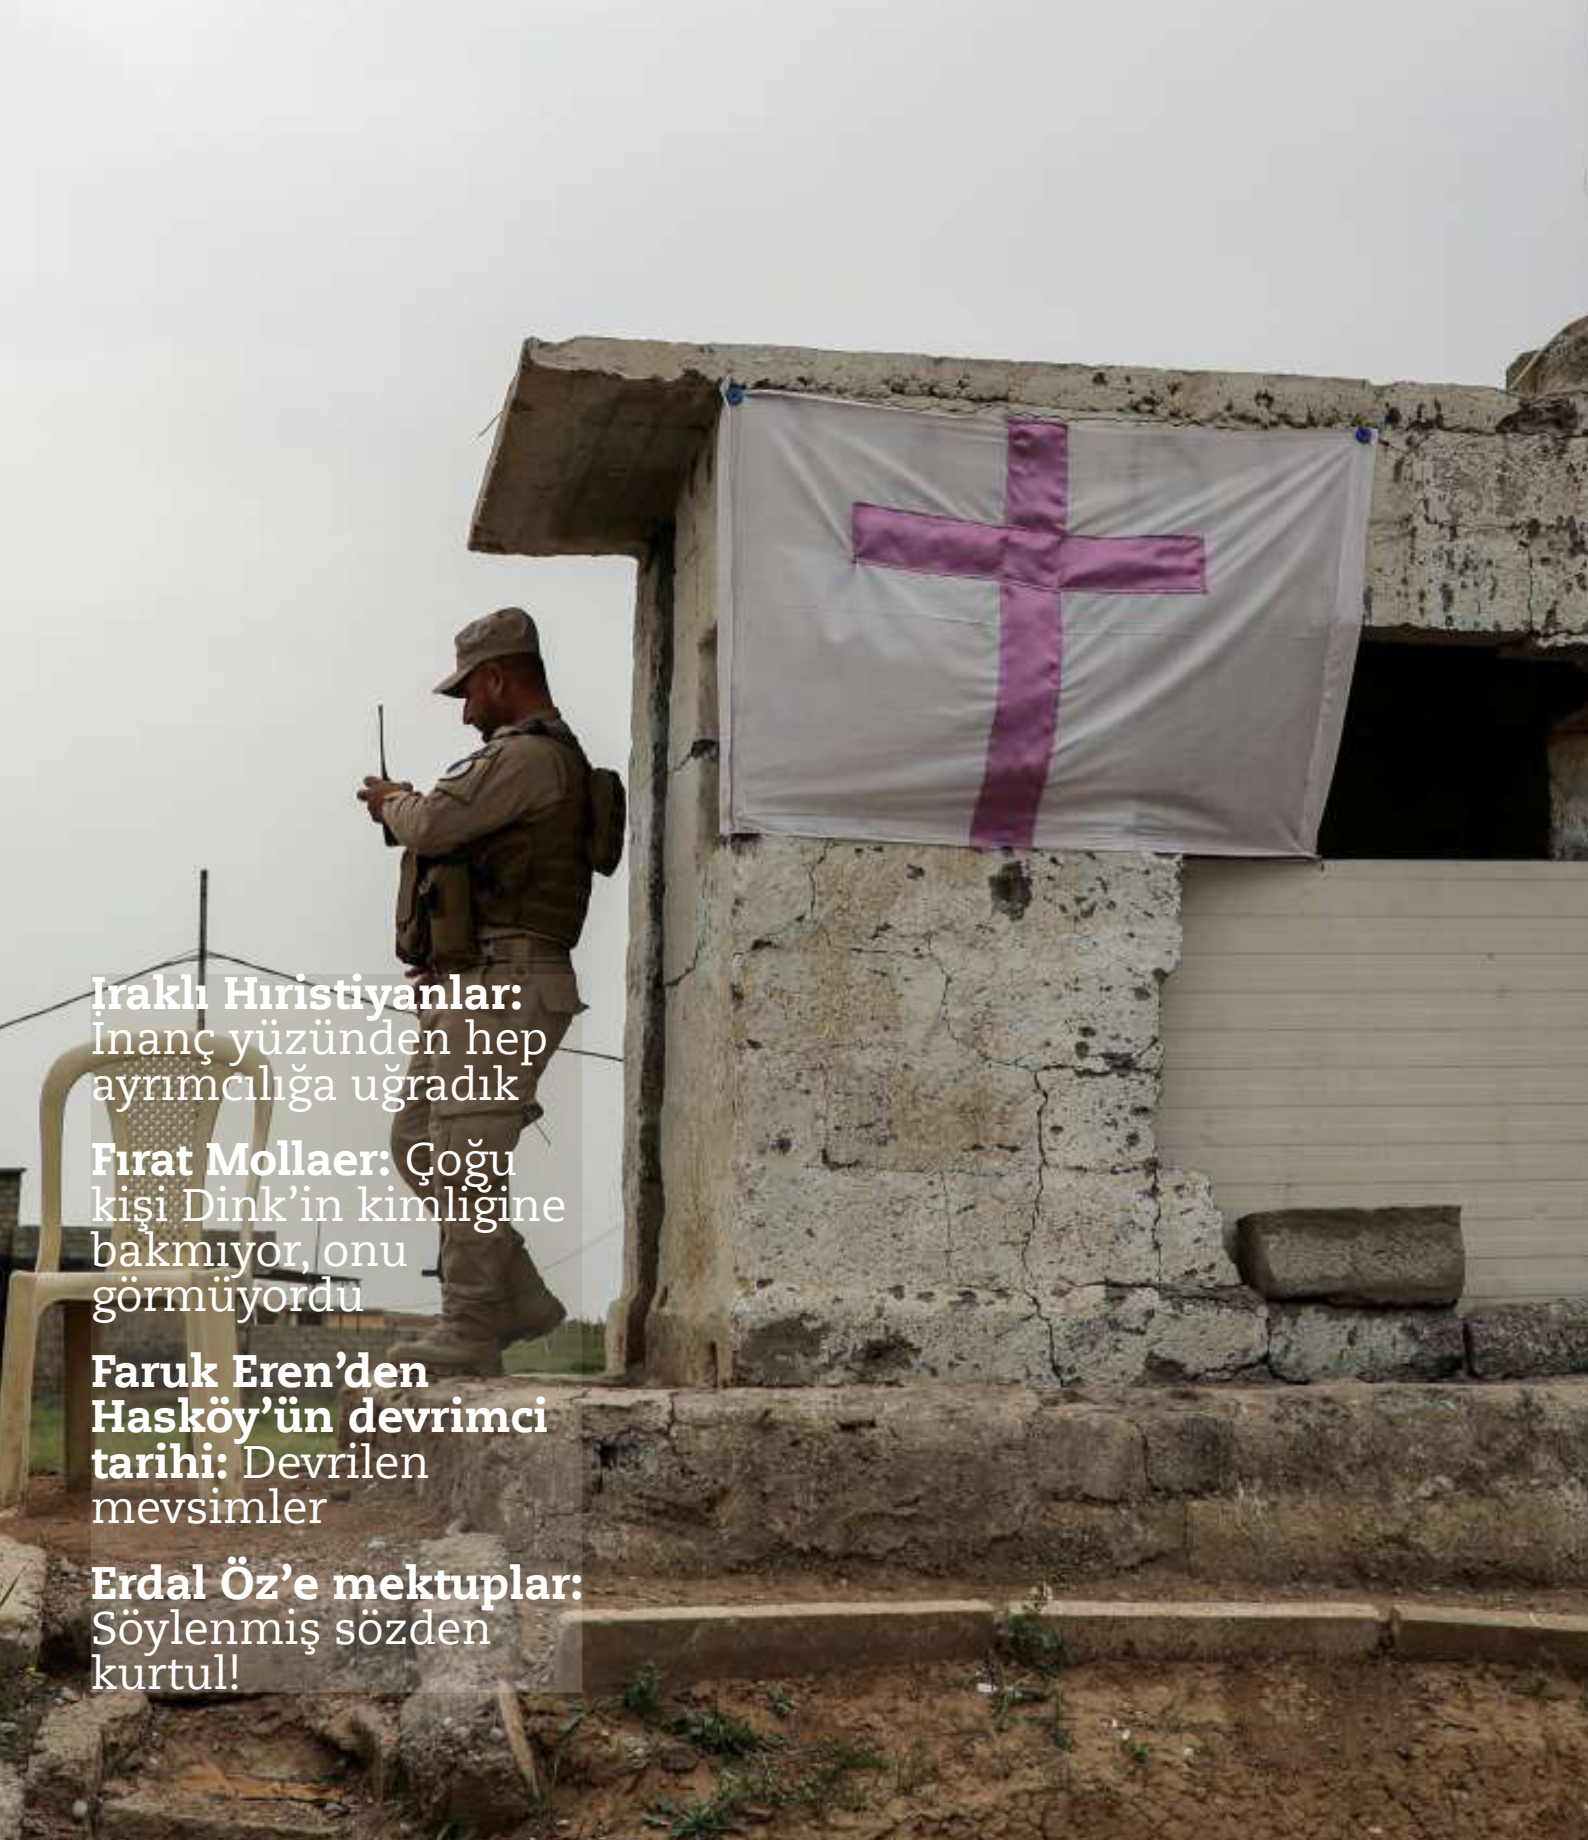 Iraklı Hıristiyanlar:
İnanç yüzünden hep
ayrımcılığa uğradık
Fırat Mollaer: Çoğu
kişi Dink’in kimliğine
bakmıyor, onu
görmüyordu
Faruk Eren’den
Hasköy’ün devrimci
tarihi: Devrilen
mevsimler
Erdal Öz’e mektuplar:
Söylenmiş sözden
kurtul!